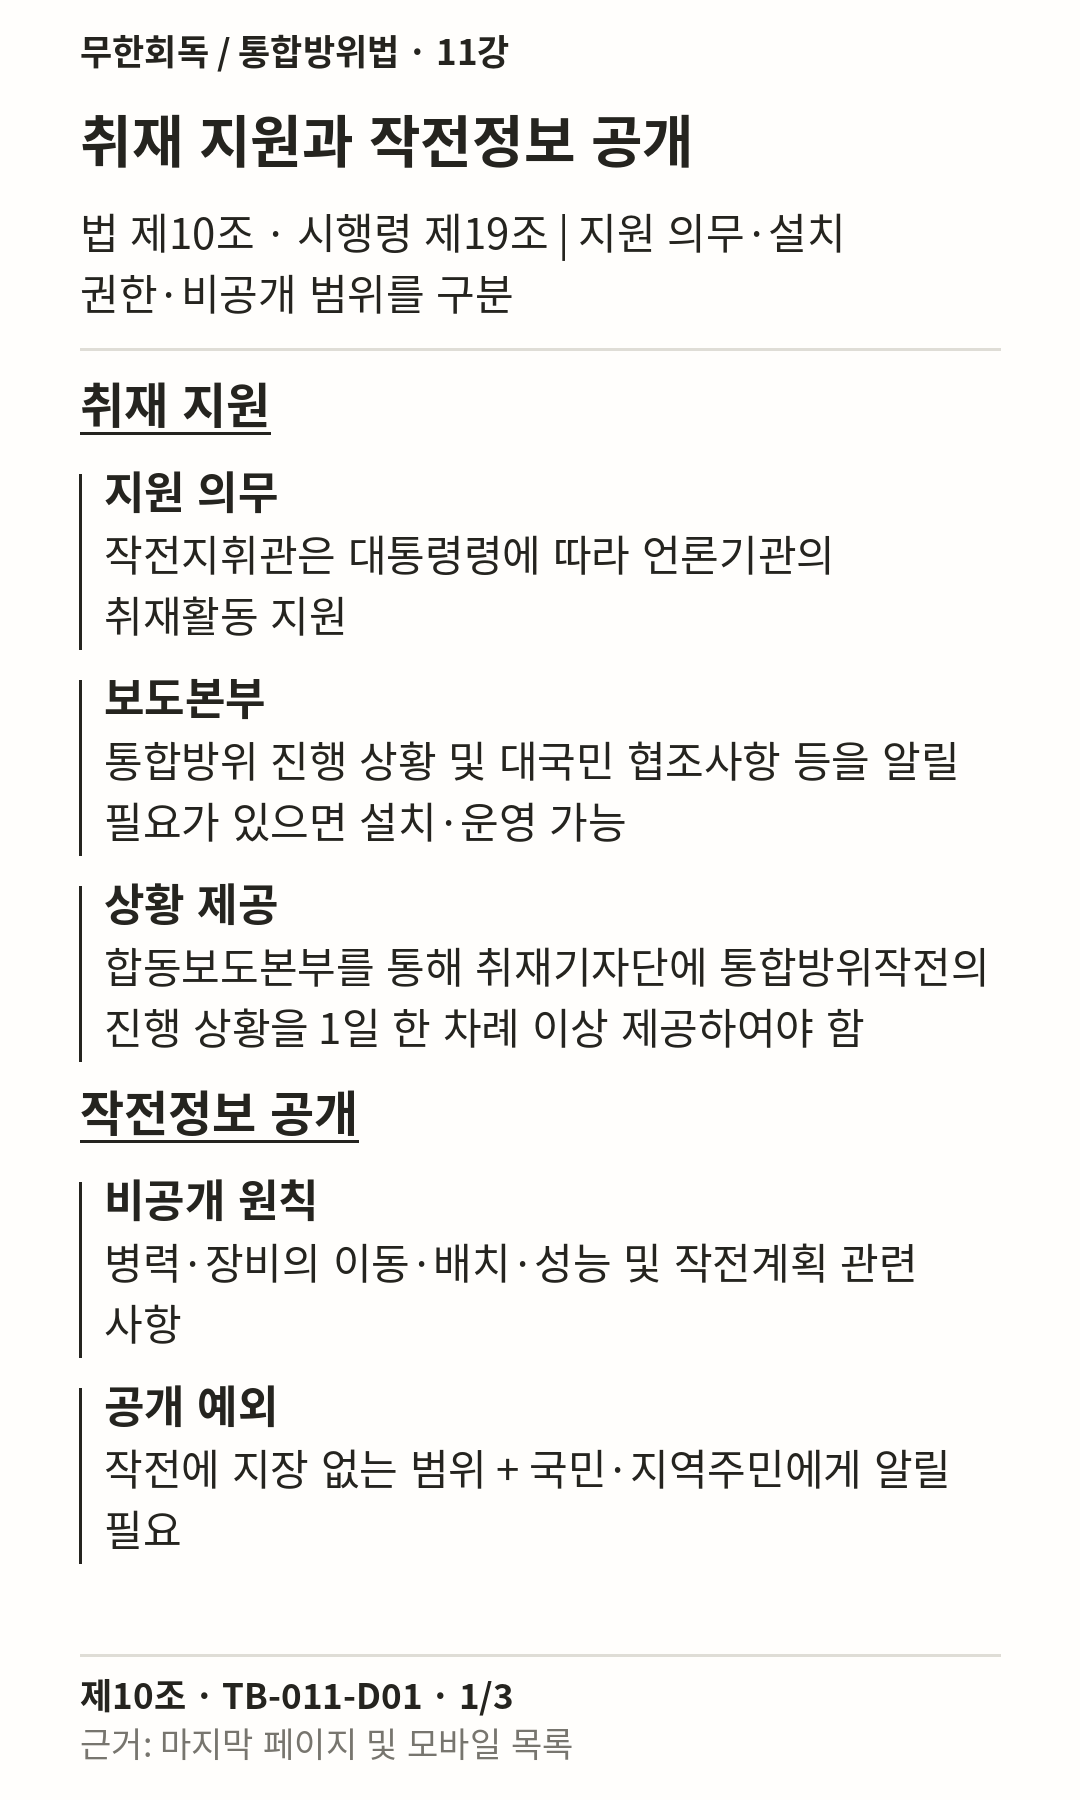 무한회독 / 통합방위법 · 11강
취재 지원과 작전정보 공개
법 제10조 · 시행령 제19조 | 지원 의무·설치
권한·비공개 범위를 구분
취재 지원
지원 의무
작전지휘관은 대통령령에 따라 언론기관의
취재활동 지원
보도본부
통합방위 진행 상황 및 대국민 협조사항 등을 알릴
필요가 있으면 설치·운영 가능
상황 제공
합동보도본부를 통해 취재기자단에 통합방위작전의
진행 상황을 1일 한 차례 이상 제공하여야 함
작전정보 공개
비공개 원칙
병력·장비의 이동·배치·성능 및 작전계획 관련
사항
공개 예외
작전에 지장 없는 범위 + 국민·지역주민에게 알릴
필요
제10조 · TB-011-D01 · 1/3
근거: 마지막 페이지 및 모바일 목록